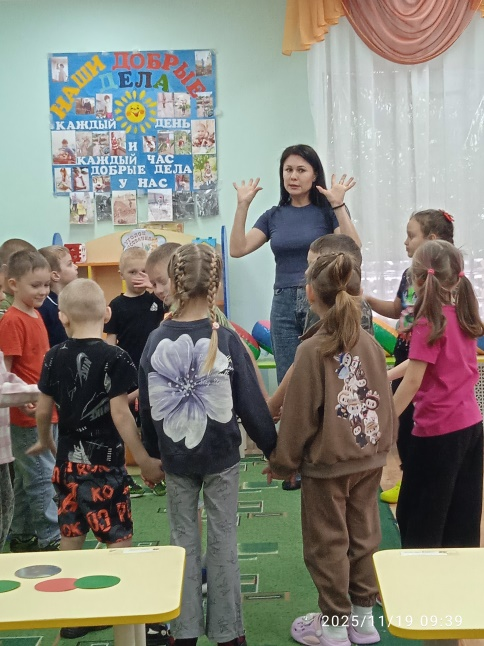 НАШИ ДОБРЫЕ
ДЕЛА
КАЖДЫЙ ДЕНЬ
И
КАЖДЫЙ ЧАС
ДОБРЫЕ ДЕЛА
У НАС
2025/11/19 09:39